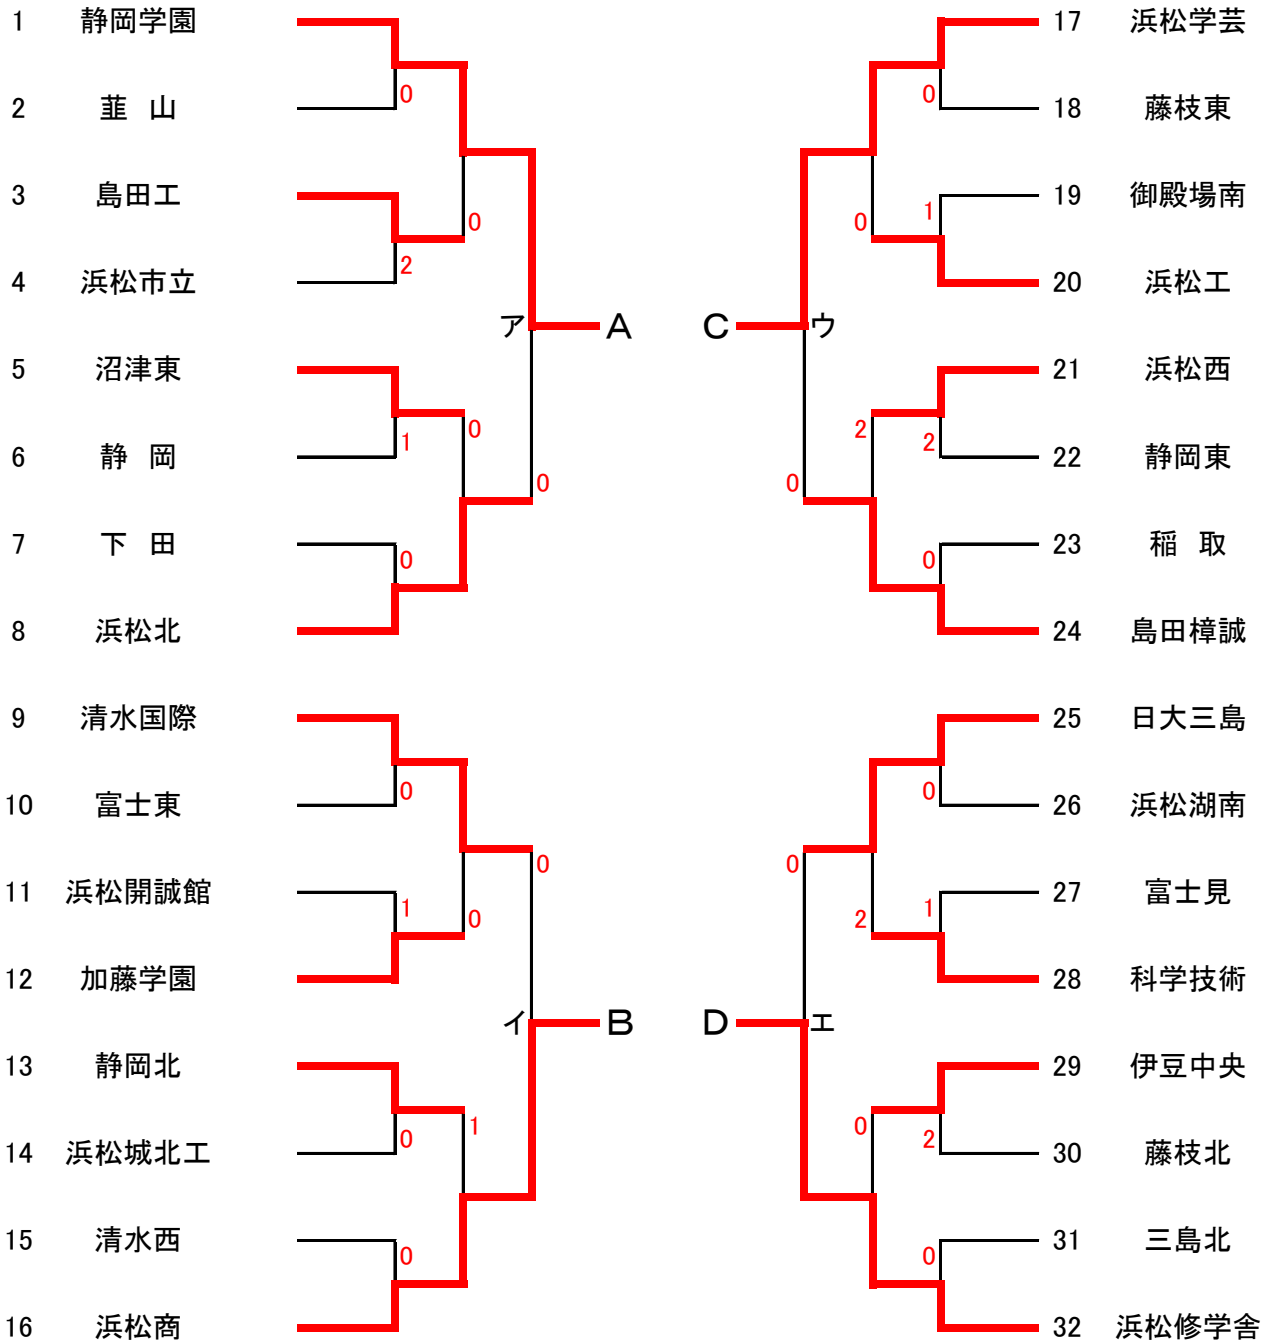 1 静岡学園
0
2 韮 山
3 島田工
0
2
4 浜松市立
ア A
5 沼津東
0
1
6 静 岡
0
7 下 田
0
8 浜松北
9 清水国際
0
10 富士東
0
11 浜松開誠館
1
0
12 加藤学園
イ B
13 静岡北
1
0
14 浜松城北工
15 清水西
0
16 浜松商
17 浜松学芸
0
18 藤枝東
19 御殿場南
1
0
20 浜松工
C ウ
21 浜松西
2
2
22 静岡東
0
23 稲 取
0
24 島田樟誠
25 日大三島
0
26 浜松湖南
0
27 富士見
1
2
28 科学技術
D エ
29 伊豆中央
0
2
30 藤枝北
31 三島北
0
32 浜松修学舎